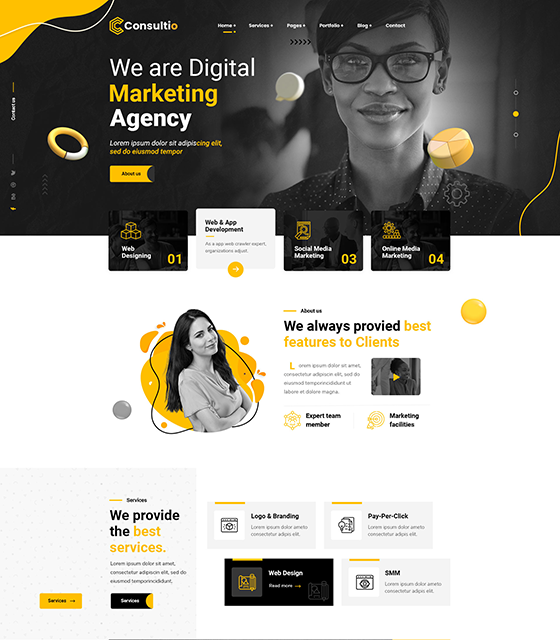 Consultio
Home +
Services +
Pages +
Portfolio +
Blog +
Contact
Contact us
We are Digital
Marketing
Agency
Lorem ipsum dolor sit adipiscing elit,
sed do eiusmod tempor
About us
Web
Designing
01
Web & App
Development
As a app web crawler expert,
organizations adjust.
Social Media
Marketing
03
Online Media
Marketing
04
About us
We always provied best
features to Clients
Lorem ipsum dolor sit amet,
consectetur adipiscin elit, sed do
eiusmod temporincididunt ut
labore et dolore magna.
Expert team
member
Marketing
facilities
Services
We provide
the best
services.
Lorem ipsum dolor sit amet,
consectetur adipiscin elit, sed do
eiusmod temporincididunt.
Services
Services
Logo & Branding
Lorem ipsum dolor ameto
consectetur elit.
Pay-Per-Click
Lorem ipsum dolor ameto
consectetur elit.
Web Design
Read more
SMM
Lorem ipsum dolor ameto
consectetur elit.